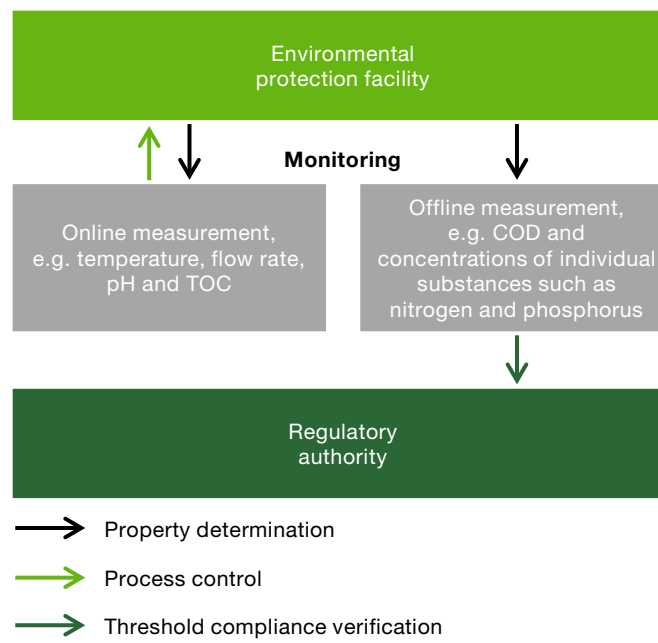 Environmental
protection facility
Monitoring
Online measurement,
e.g. temperature, flow rate,
pH and TOC
Offline measurement,
e.g. COD and
concentrations of individual
substances such as
nitrogen and phosphorus
Regulatory
authority
Property determination
Process control
Threshold compliance verification